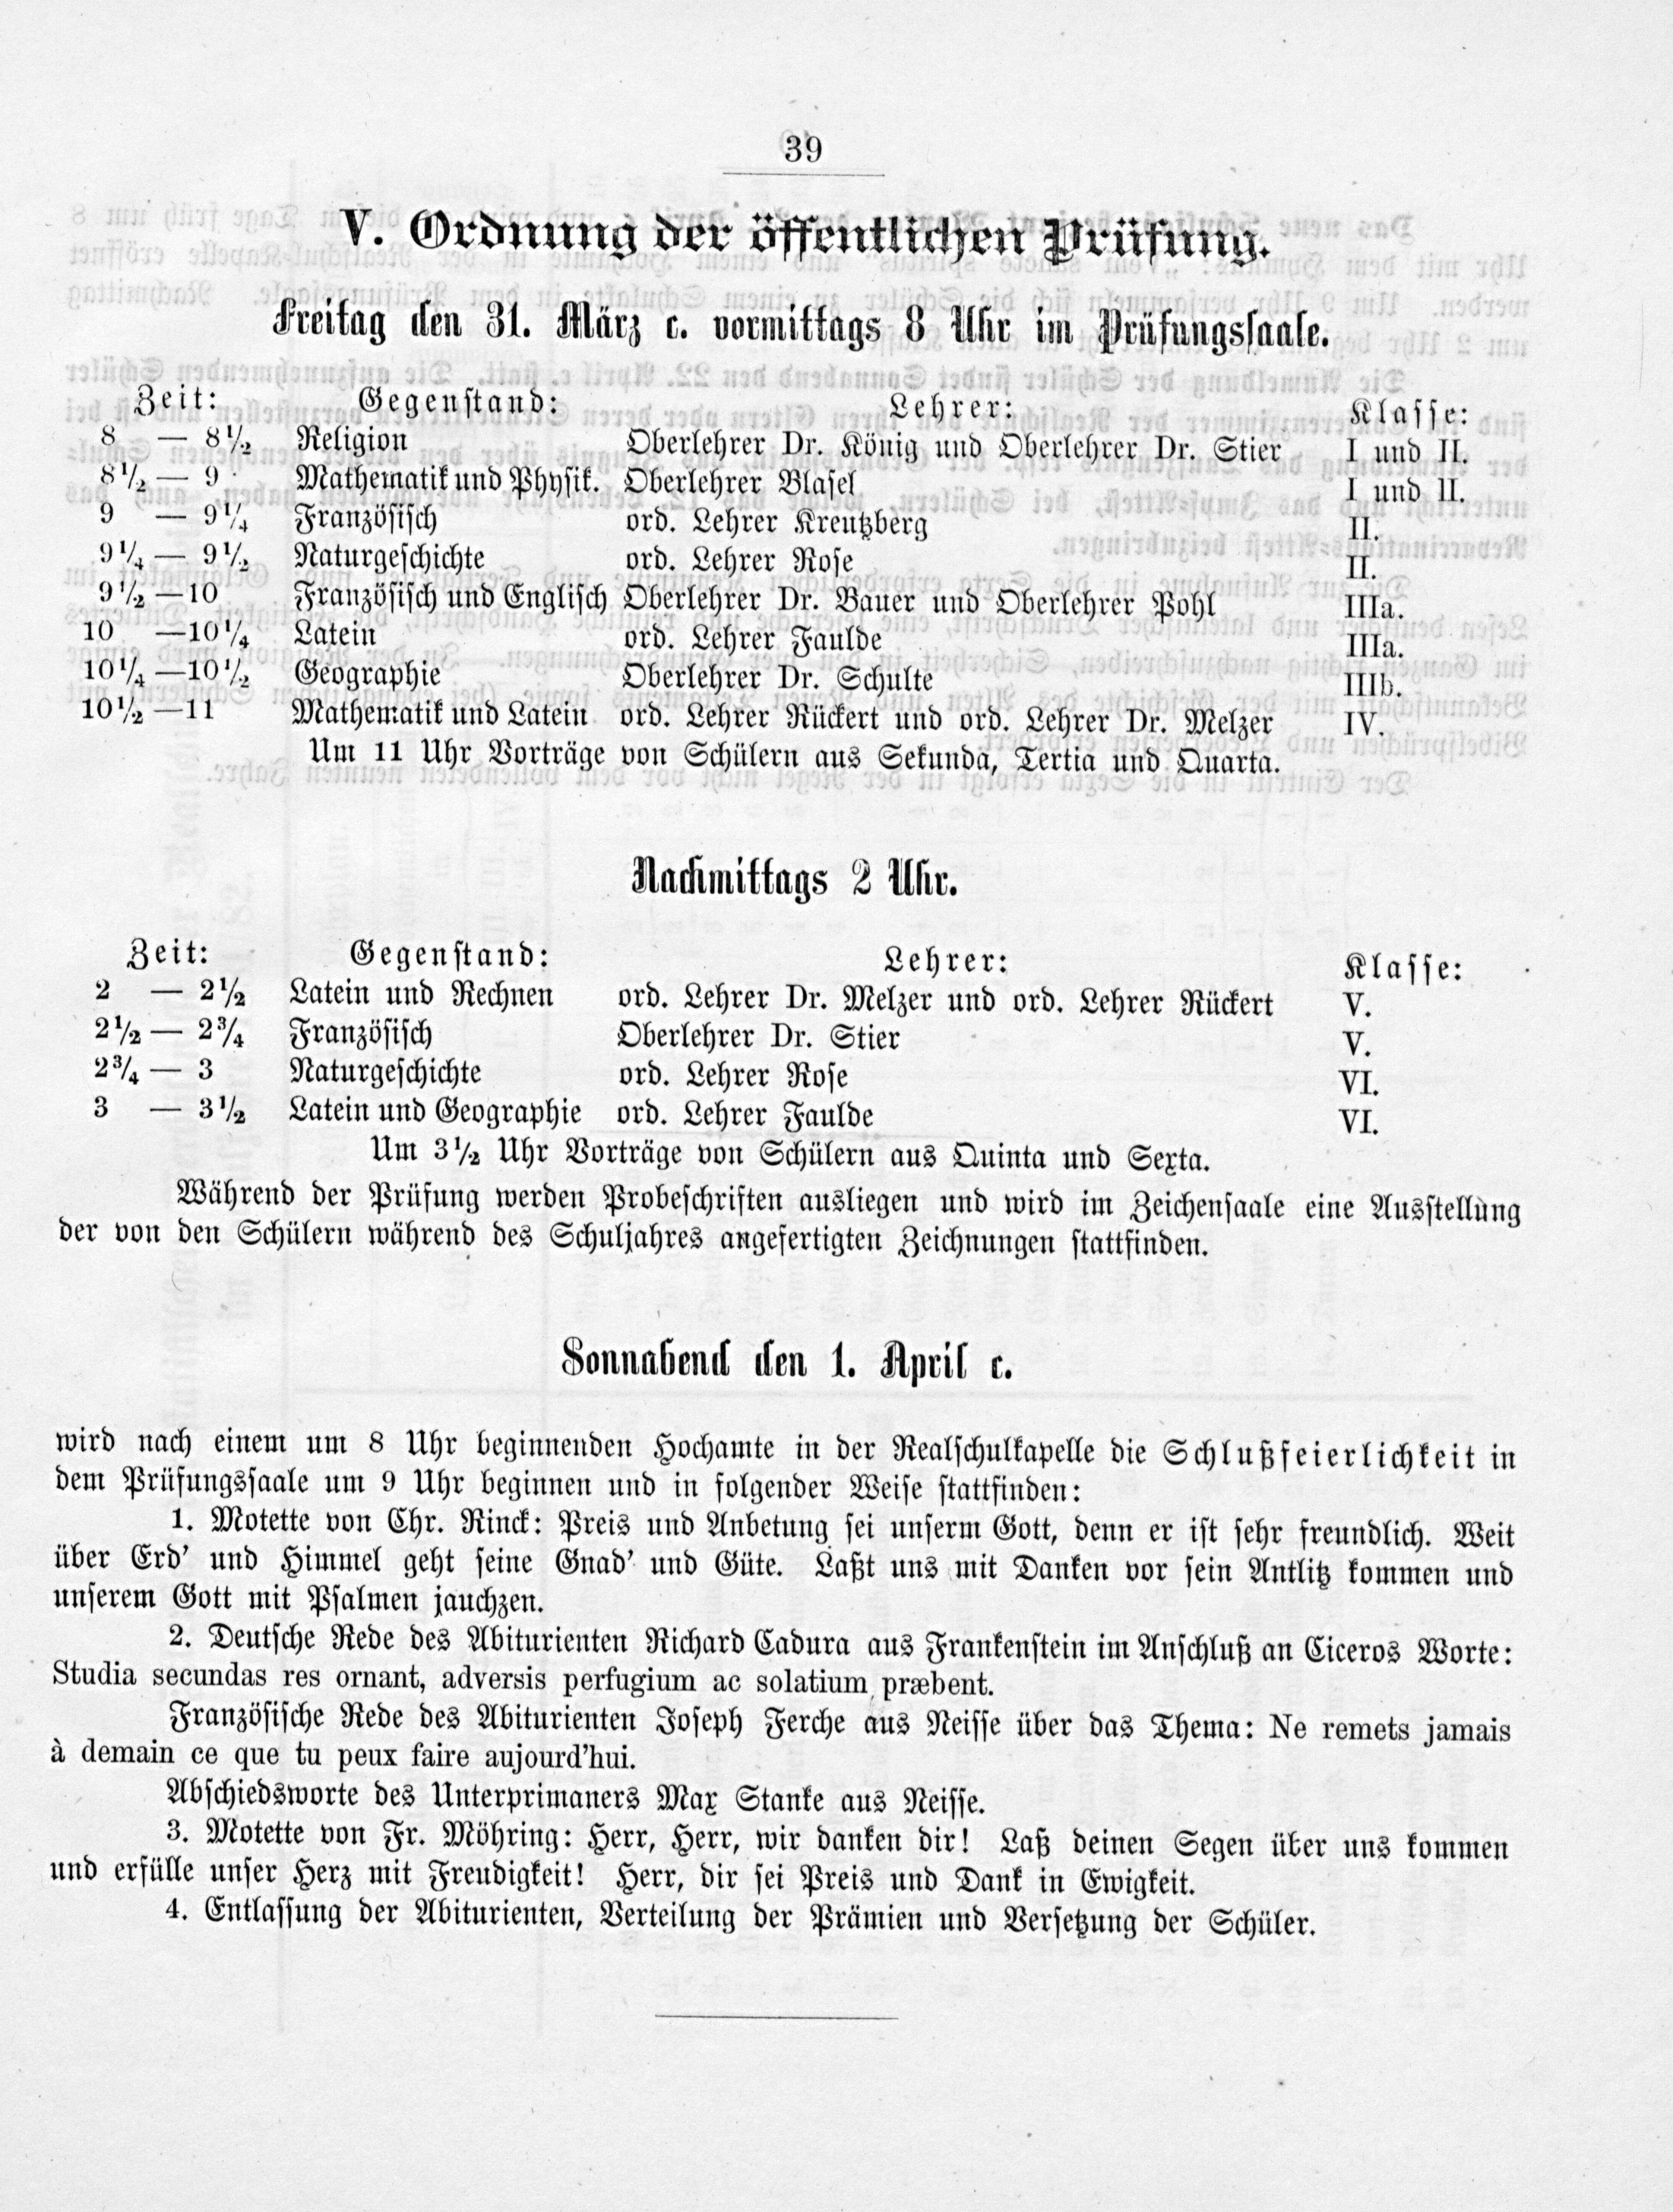 39
V. Ordnung der öffentlichen Prüfung.
Freitag den 31. März c. vormittags 8 Uhr im Prüfungssaale.
Zeit: Gegenstand: Lehrer: Klasse:
8 — 8½ Religion Oberlehrer Dr. König und Oberlehrer Dr. Stier I und II.
8½ — 9 Mathematik und Physik. Oberlehrer Blasel I und II.
9 — 9¼ Französisch ord. Lehrer Kreutzberg II.
9¼ — 9½ Naturgeschichte ord. Lehrer Rose II.
9½ —10 Französisch und Englisch Oberlehrer Dr. Bauer und Oberlehrer Pohl IIIa.
10 —10¼ Latein ord. Lehrer Faulde IIIa.
10¼ —10½ Geographie Oberlehrer Dr. Schulte IIIb.
10½ —11 Mathematik und Latein ord. Lehrer Rückert und ord. Lehrer Dr. Melzer IV.
Um 11 Uhr Vorträge von Schülern aus Sekunda, Tertia und Quarta.
Nachmittags 2 Uhr.
Zeit: Gegenstand: Lehrer: Klasse:
2 — 2½ Latein und Rechnen ord. Lehrer Dr. Melzer und ord. Lehrer Rückert V.
2½ — 2¾ Französisch Oberlehrer Dr. Stier V.
2¾ — 3 Naturgeschichte ord. Lehrer Rose VI.
3 — 3½ Latein und Geographie ord. Lehrer Faulde VI.
Um 3½ Uhr Vorträge von Schülern aus Quinta und Sexta.
Während der Prüfung werden Probeschriften ausliegen und wird im Zeichensaale eine Ausstellung
der von den Schülern während des Schuljahres angefertigten Zeichnungen stattfinden.
Sonnabend den 1. April c.
wird nach einem um 8 Uhr beginnenden Hochamte in der Realschulkapelle die Schlußfeierlichkeit in
dem Prüfungssaale um 9 Uhr beginnen und in folgender Weise stattfinden:
1. Motette von Chr. Rinck: Preis und Anbetung sei unserm Gott, denn er ist sehr freundlich. Weit
über Erd' und Himmel geht seine Gnad' und Güte. Laßt uns mit Danken vor sein Antlitz kommen und
unserem Gott mit Psalmen jauchzen.
2. Deutsche Rede des Abiturienten Richard Cadura aus Frankenstein im Anschluß an Ciceros Worte:
Studia secundas res ornant, adversis perfugium ac solatium præbent.
Französische Rede des Abiturienten Joseph Ferche aus Neisse über das Thema: Ne remets jamais
à demain ce que tu peux faire aujourd'hui.
Abschiedsworte des Unterprimaners Max Stanke aus Neisse.
3. Motette von Fr. Möhring: Herr, Herr, wir danken dir! Laß deinen Segen über uns kommen
und erfülle unser Herz mit Freudigkeit! Herr, dir sei Preis und Dank in Ewigkeit.
4. Entlassung der Abiturienten, Verteilung der Prämien und Versetzung der Schüler.